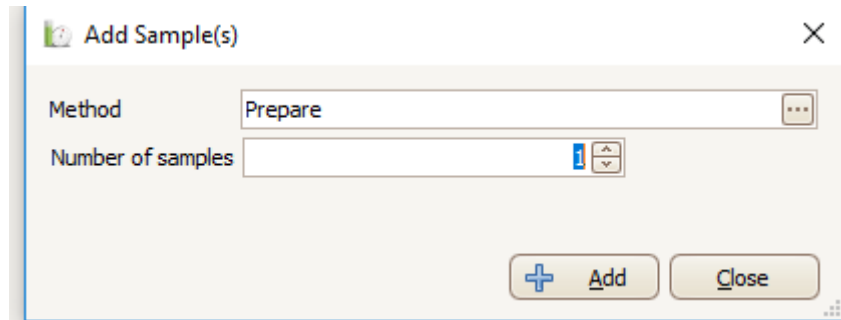 Add Sample(s)
Method Prepare ...
Number of samples 1
Add Close